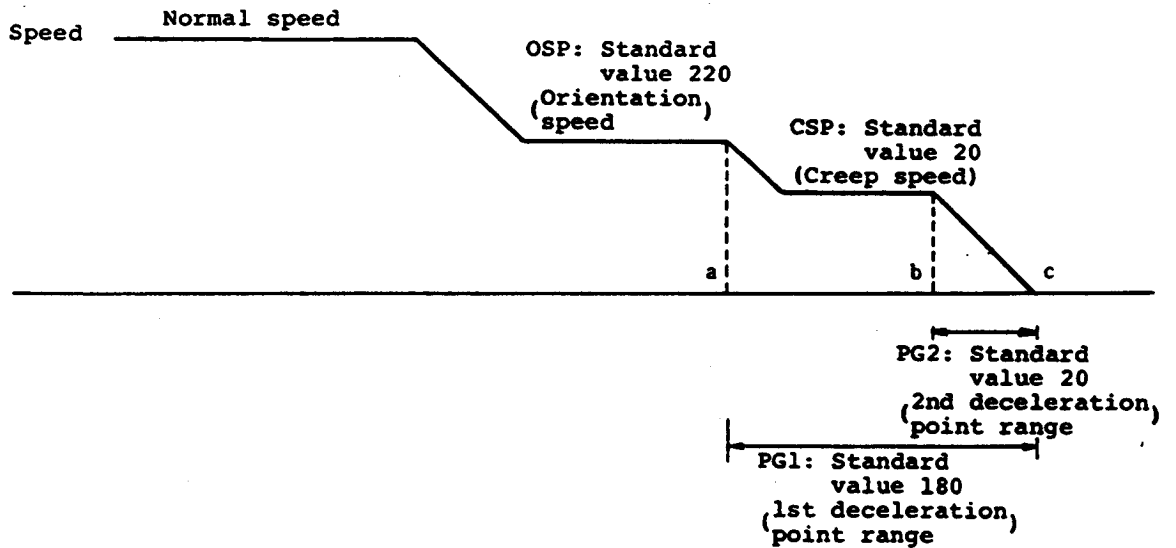 Speed
Normal speed
OSP: Standard
value 220
(Orientation)
speed
CSP: Standard
value 20
(Creep speed)
a
b
c
PG2: Standard
value 20
(2nd deceleration)
point range
PG1: Standard
value 180
(1st deceleration)
point range